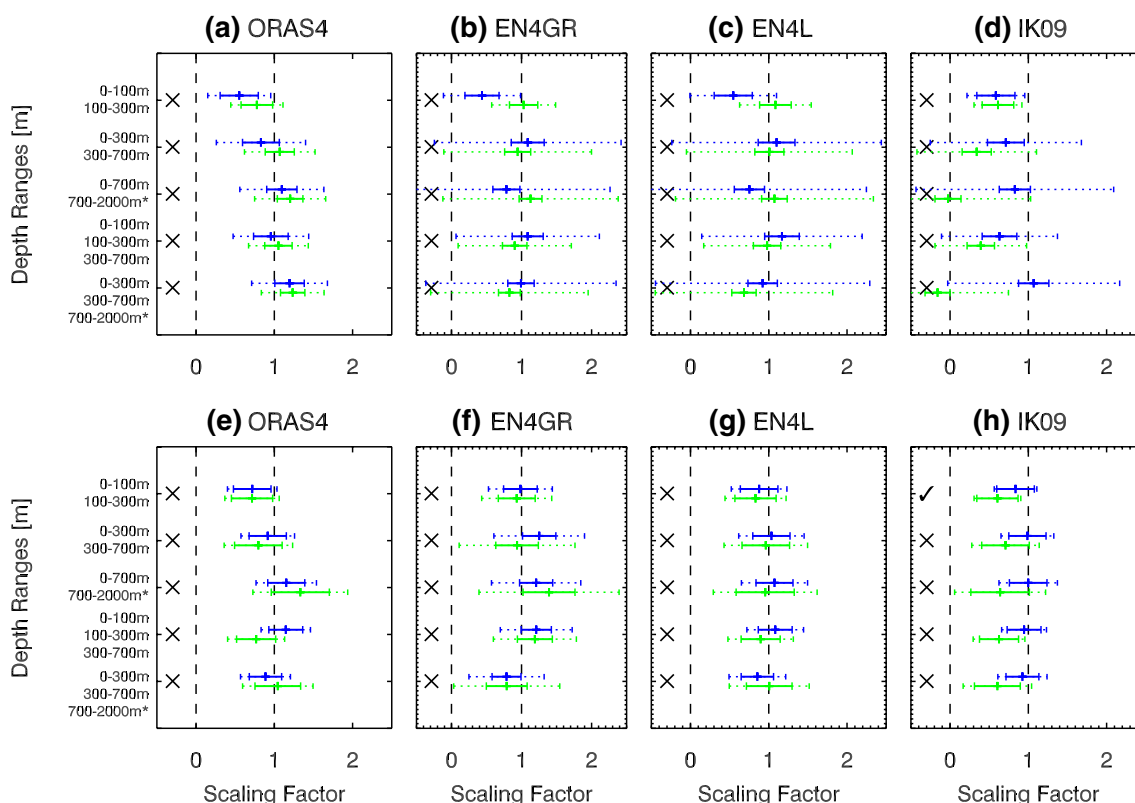 (a) ORAS4 (b) EN4GR (c) EN4L (d) IK09
Depth Ranges [m]
0-100m
100-300m
0-300m
300-700m
0-700m
700-2000m*
0-100m
100-300m
300-700m
0-300m
300-700m
700-2000m*
0 1 2 0 1 2 0 1 2 0 1 2
(e) ORAS4 (f) EN4GR (g) EN4L (h) IK09
Depth Ranges [m]
0-100m
100-300m
0-300m
300-700m
0-700m
700-2000m*
0-100m
100-300m
300-700m
0-300m
300-700m
700-2000m*
0 1 2 0 1 2 0 1 2 0 1 2
Scaling Factor Scaling Factor Scaling Factor Scaling Factor